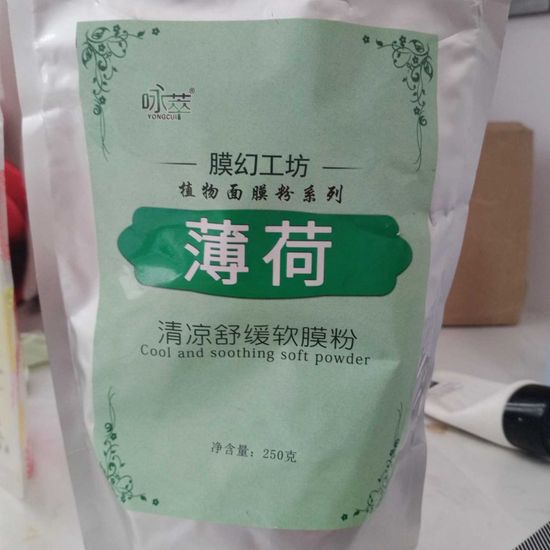 咏萃®
YONGCUI
膜幻工坊
植物面膜粉系列
薄荷
清凉舒缓软膜粉
Cool and soothing soft powder
净含量：250克